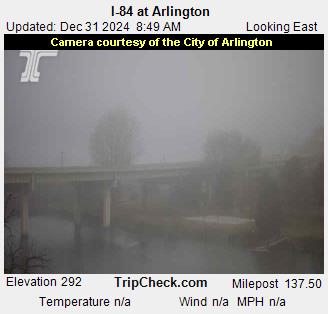 I-84 at Arlington
Updated: Dec 31 2024 8:49 AM Looking East
Camera courtesy of the City of Arlington
Elevation 292 TripCheck.com Milepost 137.50
Temperature n/a Wind n/a MPH n/a